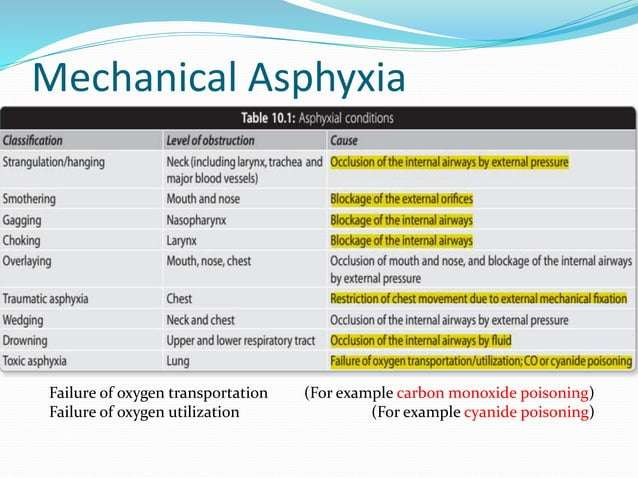 Mechanical Asphyxia
Table 10.1: Asphyxial conditions
Classification Level of obstruction Cause
Strangulation/hanging Neck (including larynx, trachea and Occlusion of the internal airways by external pressure
major blood vessels)
Smothering Mouth and nose Blockage of the external orifices
Gagging Nasopharynx Blockage of the internal airways
Choking Larynx Blockage of the internal airways
Overlaying Mouth, nose, chest Occlusion of mouth and nose, and blockage of the internal airways
by external pressure
Traumatic asphyxia Chest Restriction of chest movement due to external mechanical fixation
Wedging Neck and chest Occlusion of the internal airways by external pressure
Drowning Upper and lower respiratory tract Occlusion of the internal airways by fluid
Toxic asphyxia Lung Failure of oxygen transportation/utilization; CO or cyanide poisoning
Failure of oxygen transportation (For example carbon monoxide poisoning)
Failure of oxygen utilization (For example cyanide poisoning)